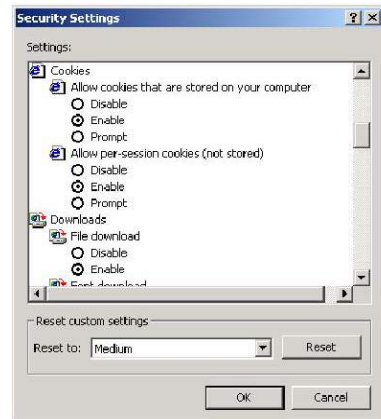 Security Settings
Settings:
Cookies
Allow cookies that are stored on your computer
Disable
Enable
Prompt
Allow per-session cookies (not stored)
Disable
Enable
Prompt
Downloads
File download
Disable
Enable
Font download
Reset custom settings
Reset to: Medium Reset
OK Cancel